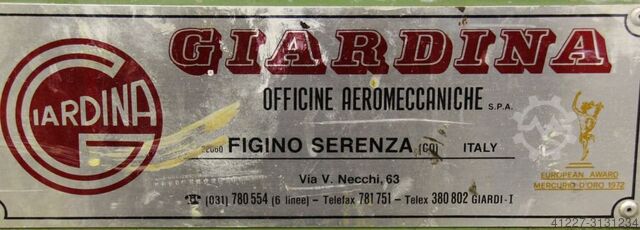 GIARDINA
GIARDINA
OFFICINE AEROMECCANICHE S.P.A.
22060 FIGINO SERENZA (CO) ITALY
Via V. Necchi, 63
☎ (031) 780 554 (6 linee) – Telefax 781 751 – Telex 380 802 GIARDI - I
EUROPEAN AWARD
MERCURIO D'ORO 1972
41227-3131234